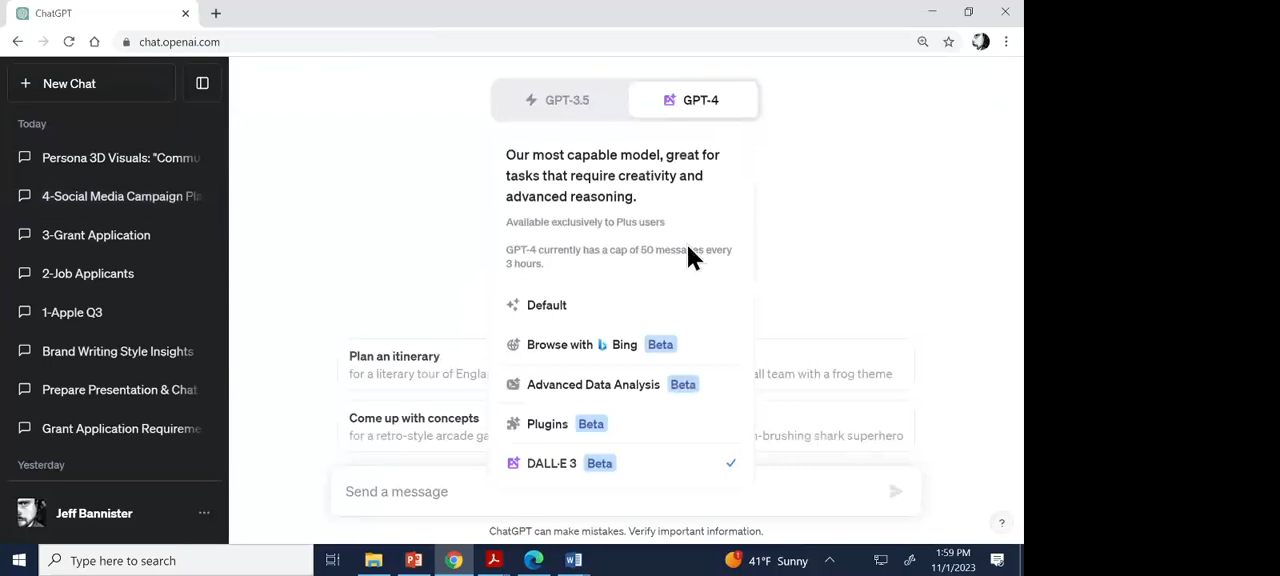 ChatGPT
chat.openai.com
New Chat
Today
Persona 3D Visuals: "Commu
4-Social Media Campaign Pla
3-Grant Application
2-Job Applicants
1-Apple Q3
Brand Writing Style Insights
Prepare Presentation & Chat
Grant Application Requireme
Yesterday
Jeff Bannister
GPT-3.5 GPT-4
Our most capable model, great for
tasks that require creativity and
advanced reasoning.
Available exclusively to Plus users
GPT-4 currently has a cap of 50 messages every
3 hours.
Default
Browse with Bing Beta
Advanced Data Analysis Beta
Plugins Beta
DALL·E 3 Beta
Plan an itinerary
for a literary tour of Engla all team with a frog theme
Come up with concepts
for a retro-style arcade ga n-brushing shark superhero
Send a message
ChatGPT can make mistakes. Verify important information.
?
Type here to search
41°F Sunny
1:59 PM
11/1/2023